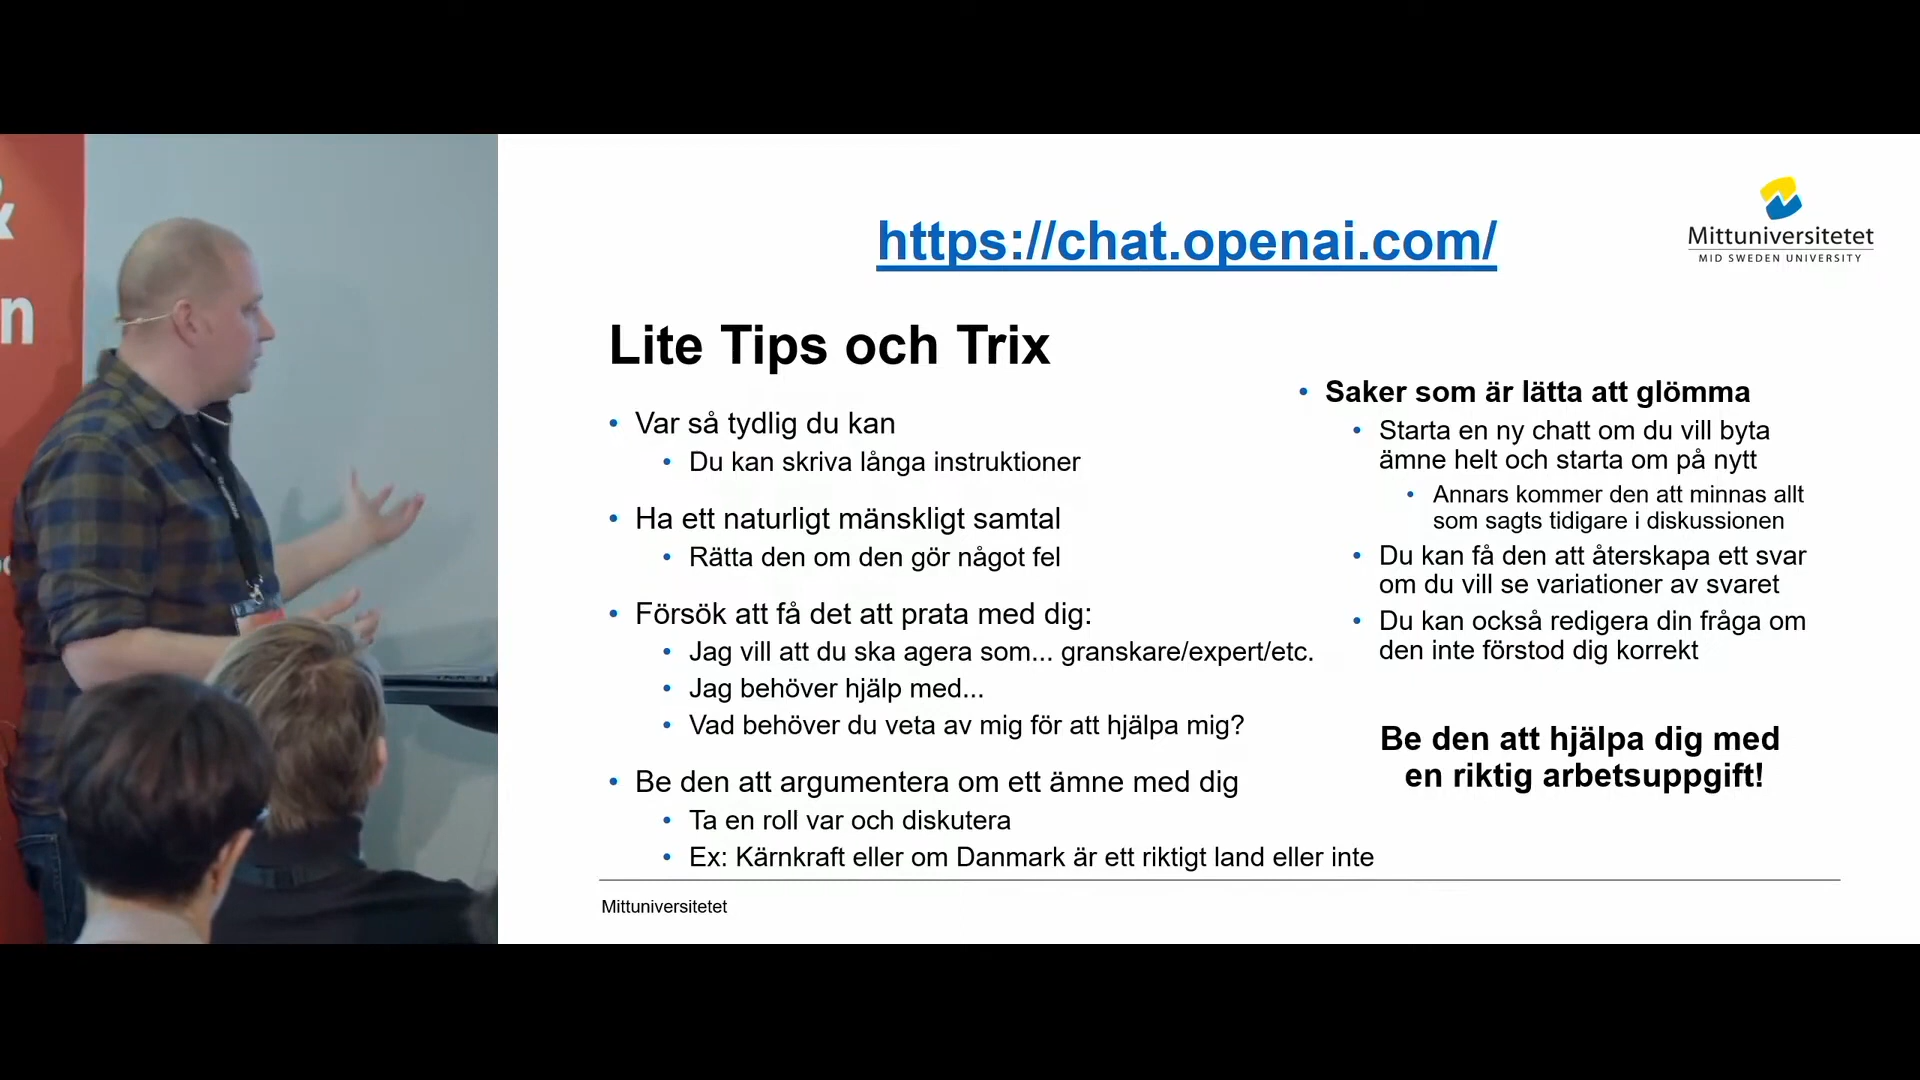 https://chat.openai.com/
Mittuniversitetet
MID SWEDEN UNIVERSITY
Lite Tips och Trix
• Var så tydlig du kan
• Du kan skriva långa instruktioner
• Ha ett naturligt mänskligt samtal
• Rätta den om den gör något fel
• Försök att få det att prata med dig:
• Jag vill att du ska agera som... granskare/expert/etc.
• Jag behöver hjälp med...
• Vad behöver du veta av mig för att hjälpa mig?
• Be den att argumentera om ett ämne med dig
• Ta en roll var och diskutera
• Ex: Kärnkraft eller om Danmark är ett riktigt land eller inte
• Saker som är lätta att glömma
• Starta en ny chatt om du vill byta
ämne helt och starta om på nytt
• Annars kommer den att minnas allt
som sagts tidigare i diskussionen
• Du kan få den att återskapa ett svar
om du vill se variationer av svaret
• Du kan också redigera din fråga om
den inte förstod dig korrekt
Be den att hjälpa dig med
en riktig arbetsuppgift!
Mittuniversitetet